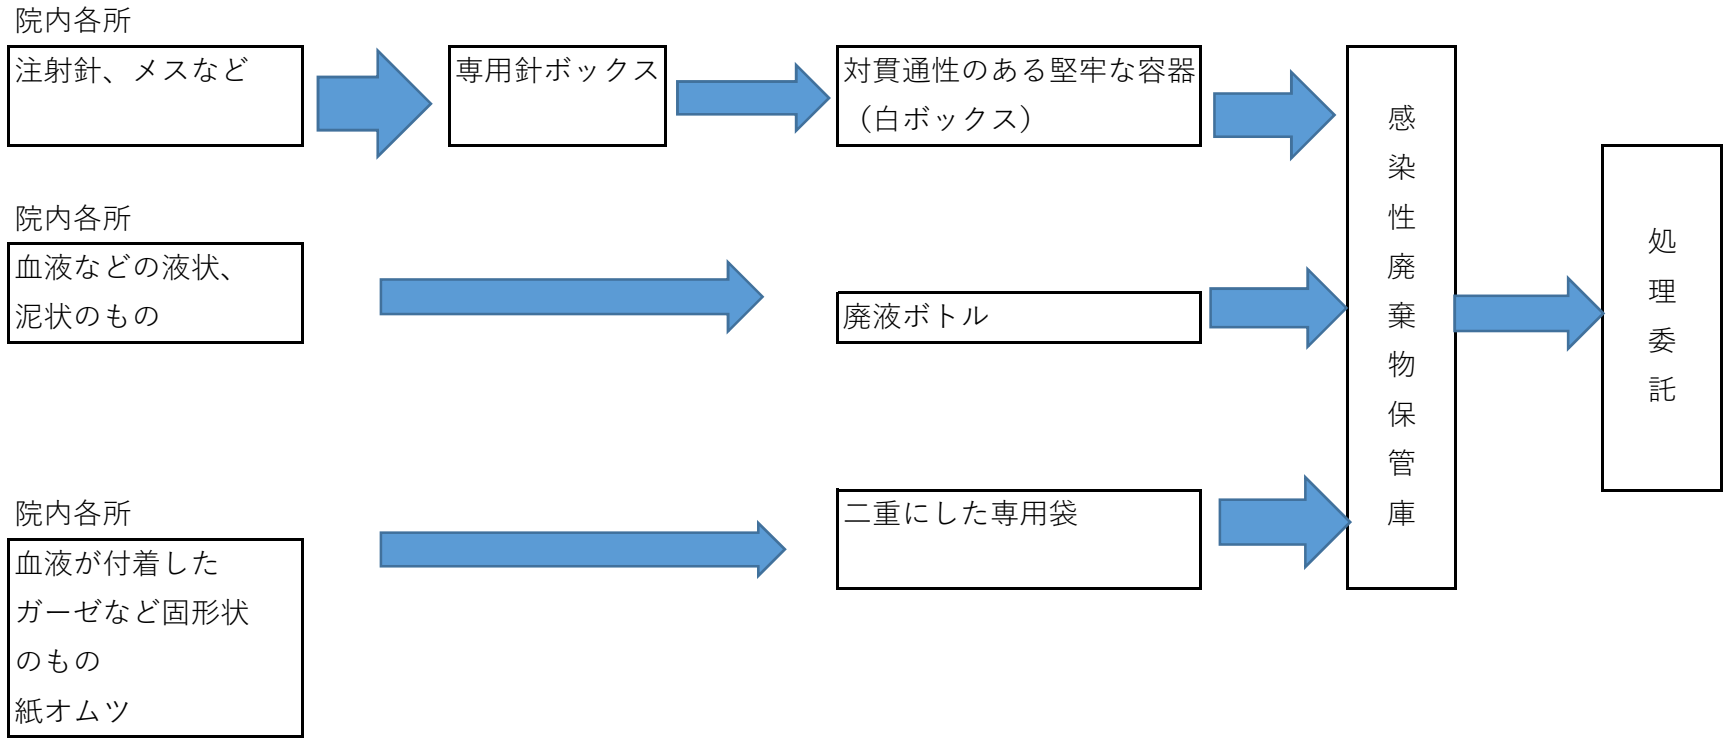 院内各所
注射針、メスなど
専用針ボックス
対貫通性のある堅牢な容器
（白ボックス）
院内各所
血液などの液状、
泥状のもの
廃液ボトル
院内各所
血液が付着した
ガーゼなど固形状
のもの
紙オムツ
二重にした専用袋
感染性廃棄物保管庫
処理委託